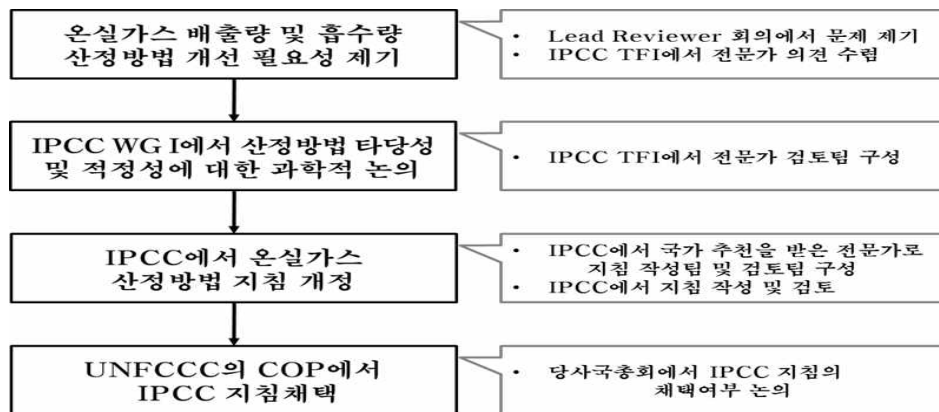 온실가스 배출량 및 흡수량
산정방법 개선 필요성 제기
• Lead Reviewer 회의에서 문제 제기
• IPCC TFI에서 전문가 의견 수렴
IPCC WG I에서 산정방법 타당성
및 적정성에 대한 과학적 논의
• IPCC TFI에서 전문가 검토팀 구성
IPCC에서 온실가스
산정방법 지침 개정
• IPCC에서 국가 추천을 받은 전문가로
지침 작성팀 및 검토팀 구성
• IPCC에서 지침 작성 및 검토
UNFCCC의 COP에서
IPCC 지침채택
• 당사국총회에서 IPCC 지침의
채택여부 논의